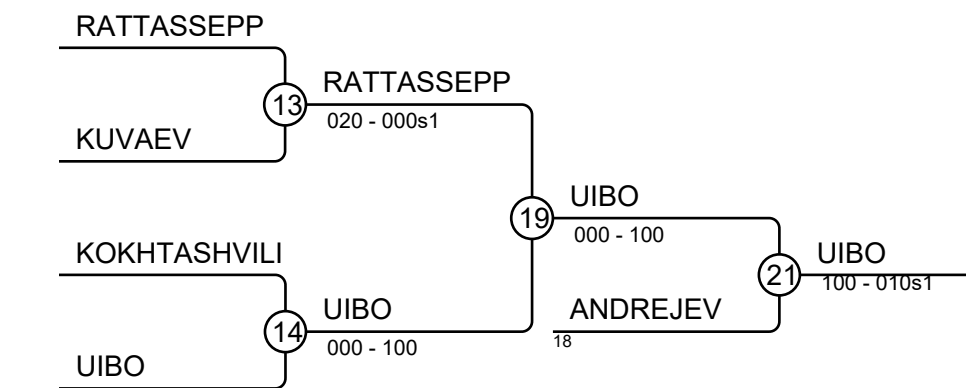 RATTASSEPP
RATTASSEPP
13
020 - 000s1
KUVAEV
UIBO
19
000 - 100
KOKHTASHVILI
UIBO
21
100 - 010s1
UIBO
ANDREJEV
14
000 - 100
18
UIBO